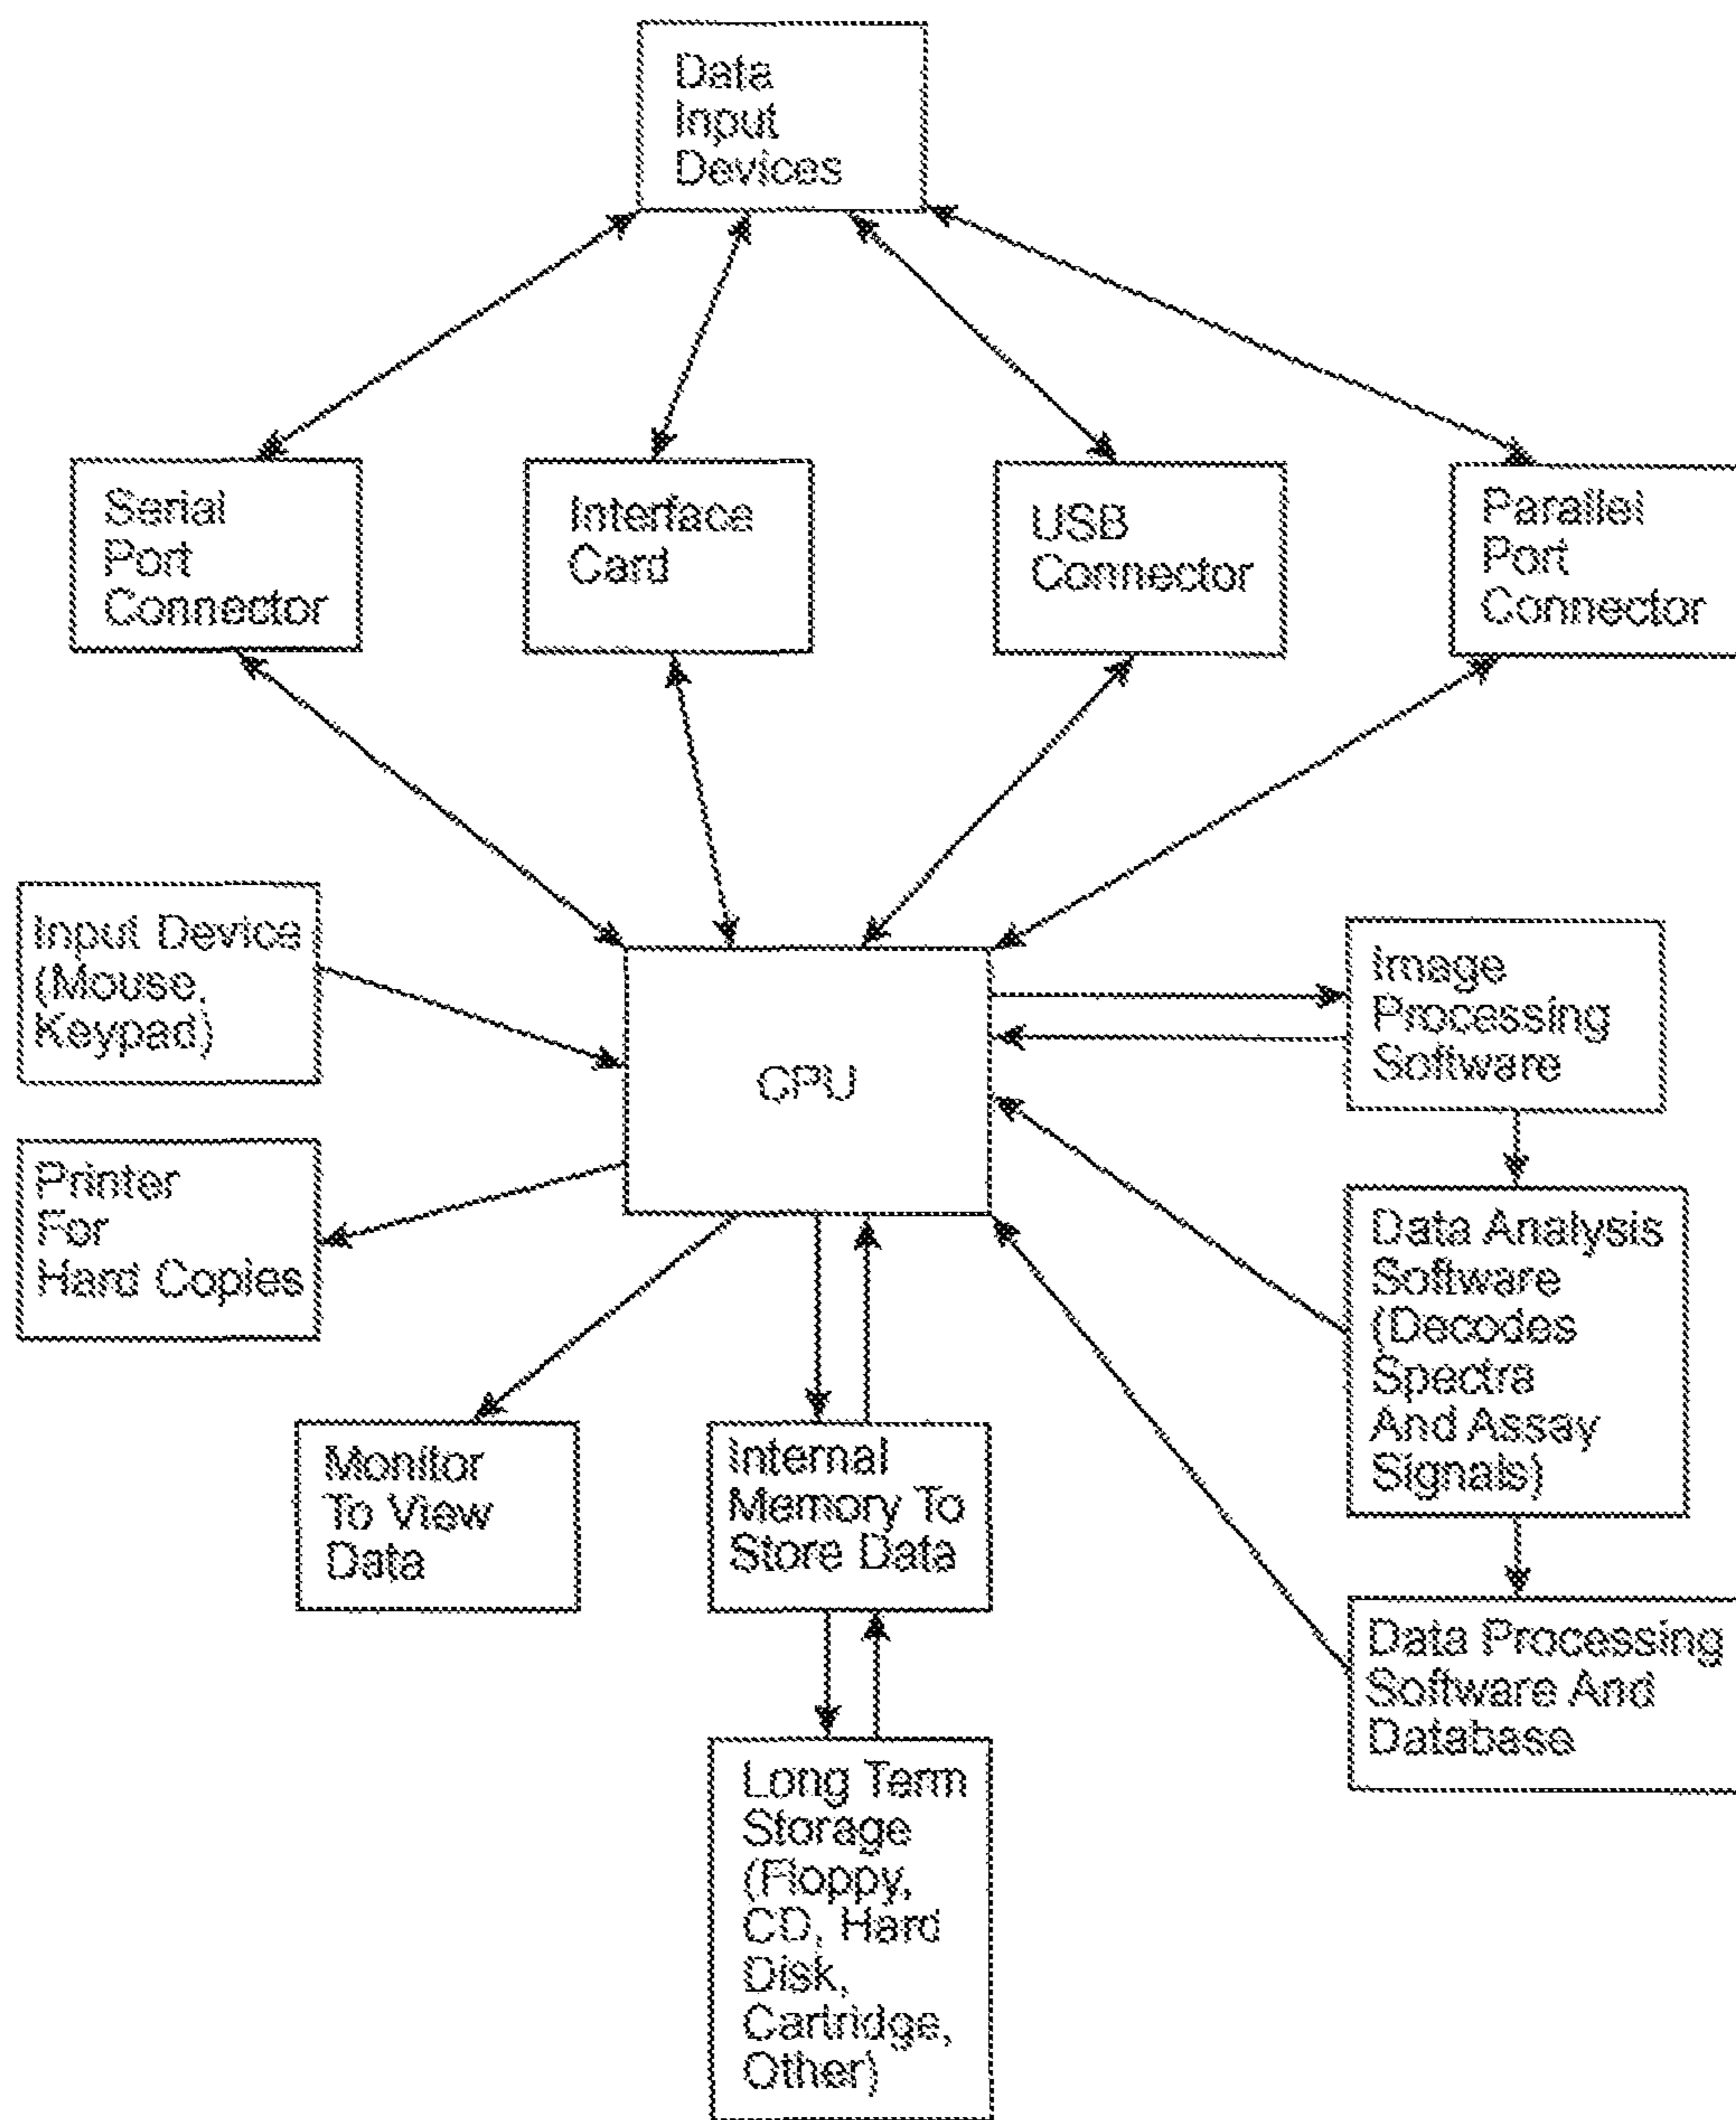 Data
Input
Devices
Serial
Port
Connector
Interface
Card
USB
Connector
Parallel
Port
Connector
Input Device
(Mouse,
Keypad)
CPU
Image
Processing
Software
Printer
For
Hard Copies
Data Analysis
Software
(Decodes
Spectra
And Assay
Signals)
Monitor
To View
Data
Internal
Memory To
Store Data
Data Processing
Software And
Database
Long Term
Storage
(Floppy,
CD, Hard
Disk,
Cartridge,
Other)